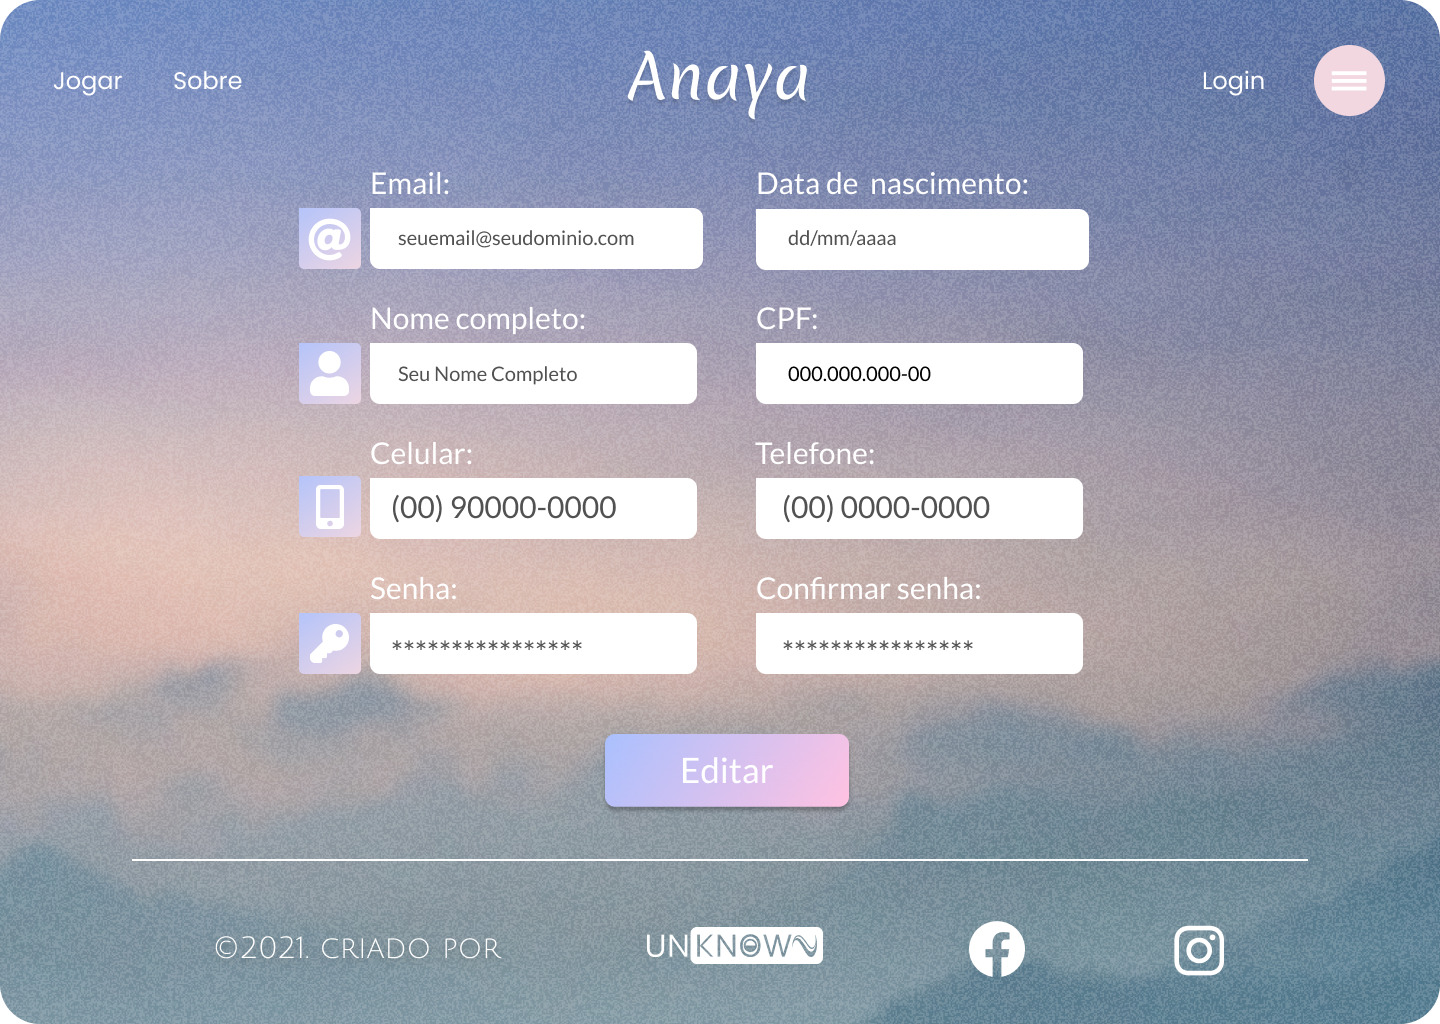 Jogar Sobre Anaya Login
Email: Data de nascimento:
@ seuemail@seudominio.com dd/mm/aaaa
Nome completo: CPF:
Seu Nome Completo 000.000.000-00
Celular: Telefone:
(00) 90000-0000 (00) 0000-0000
Senha: Confirmar senha:
**************** ****************
Editar
©2021. CRIADO POR UNKNOWN